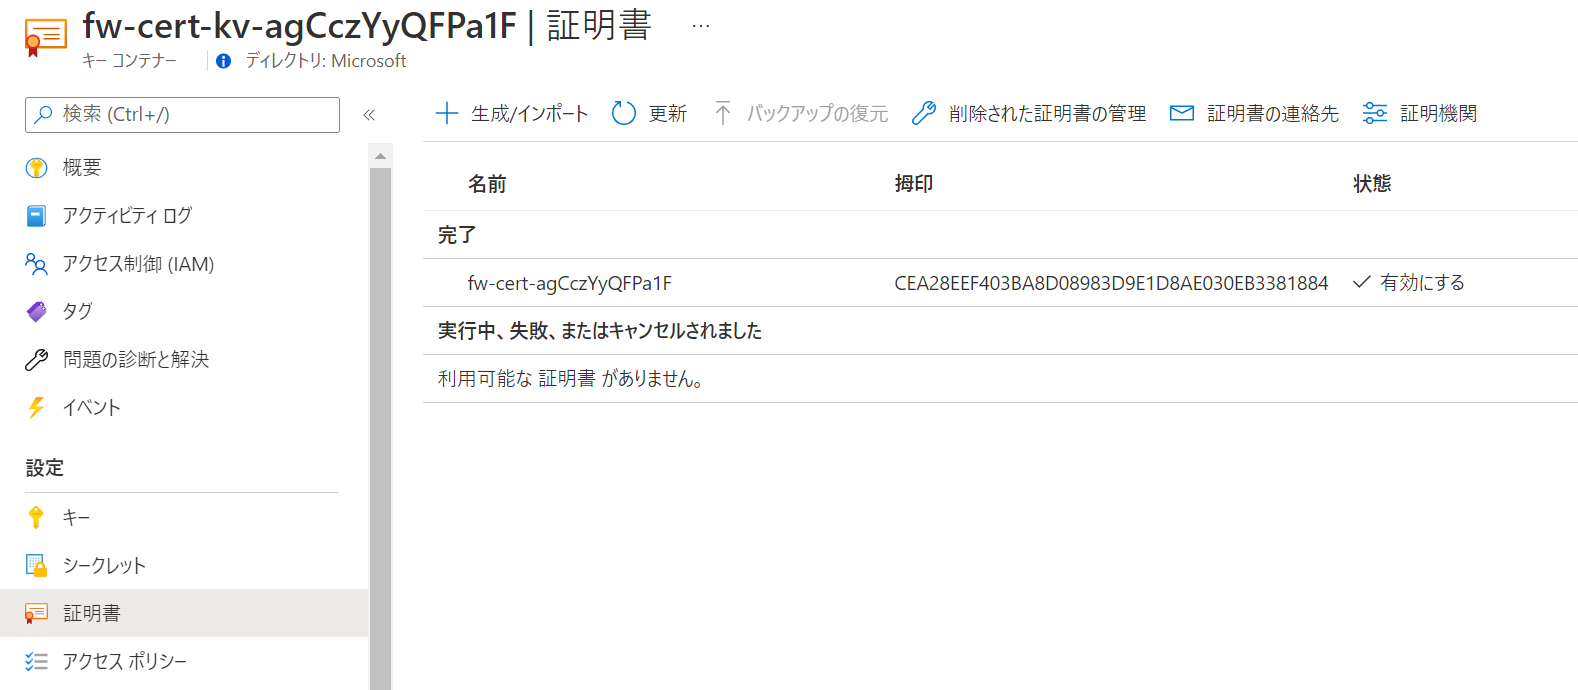 fw-cert-kv-agCczYyQFPa1F | 証明書 …
キー コンテナー
ディレクトリ: Microsoft
検索 (Ctrl+/)
«
概要
アクティビティ ログ
アクセス制御 (IAM)
タグ
問題の診断と解決
イベント
設定
キー
シークレット
証明書
アクセス ポリシー
生成/インポート 更新 バックアップの復元 削除された証明書の管理 証明書の連絡先 証明機関
名前 拇印 状態
完了
fw-cert-agCczYyQFPa1F CEA28EEF403BA8D08983D9E1D8AE030EB3381884 ✓ 有効にする
実行中、失敗、またはキャンセルされました
利用可能な 証明書 がありません。